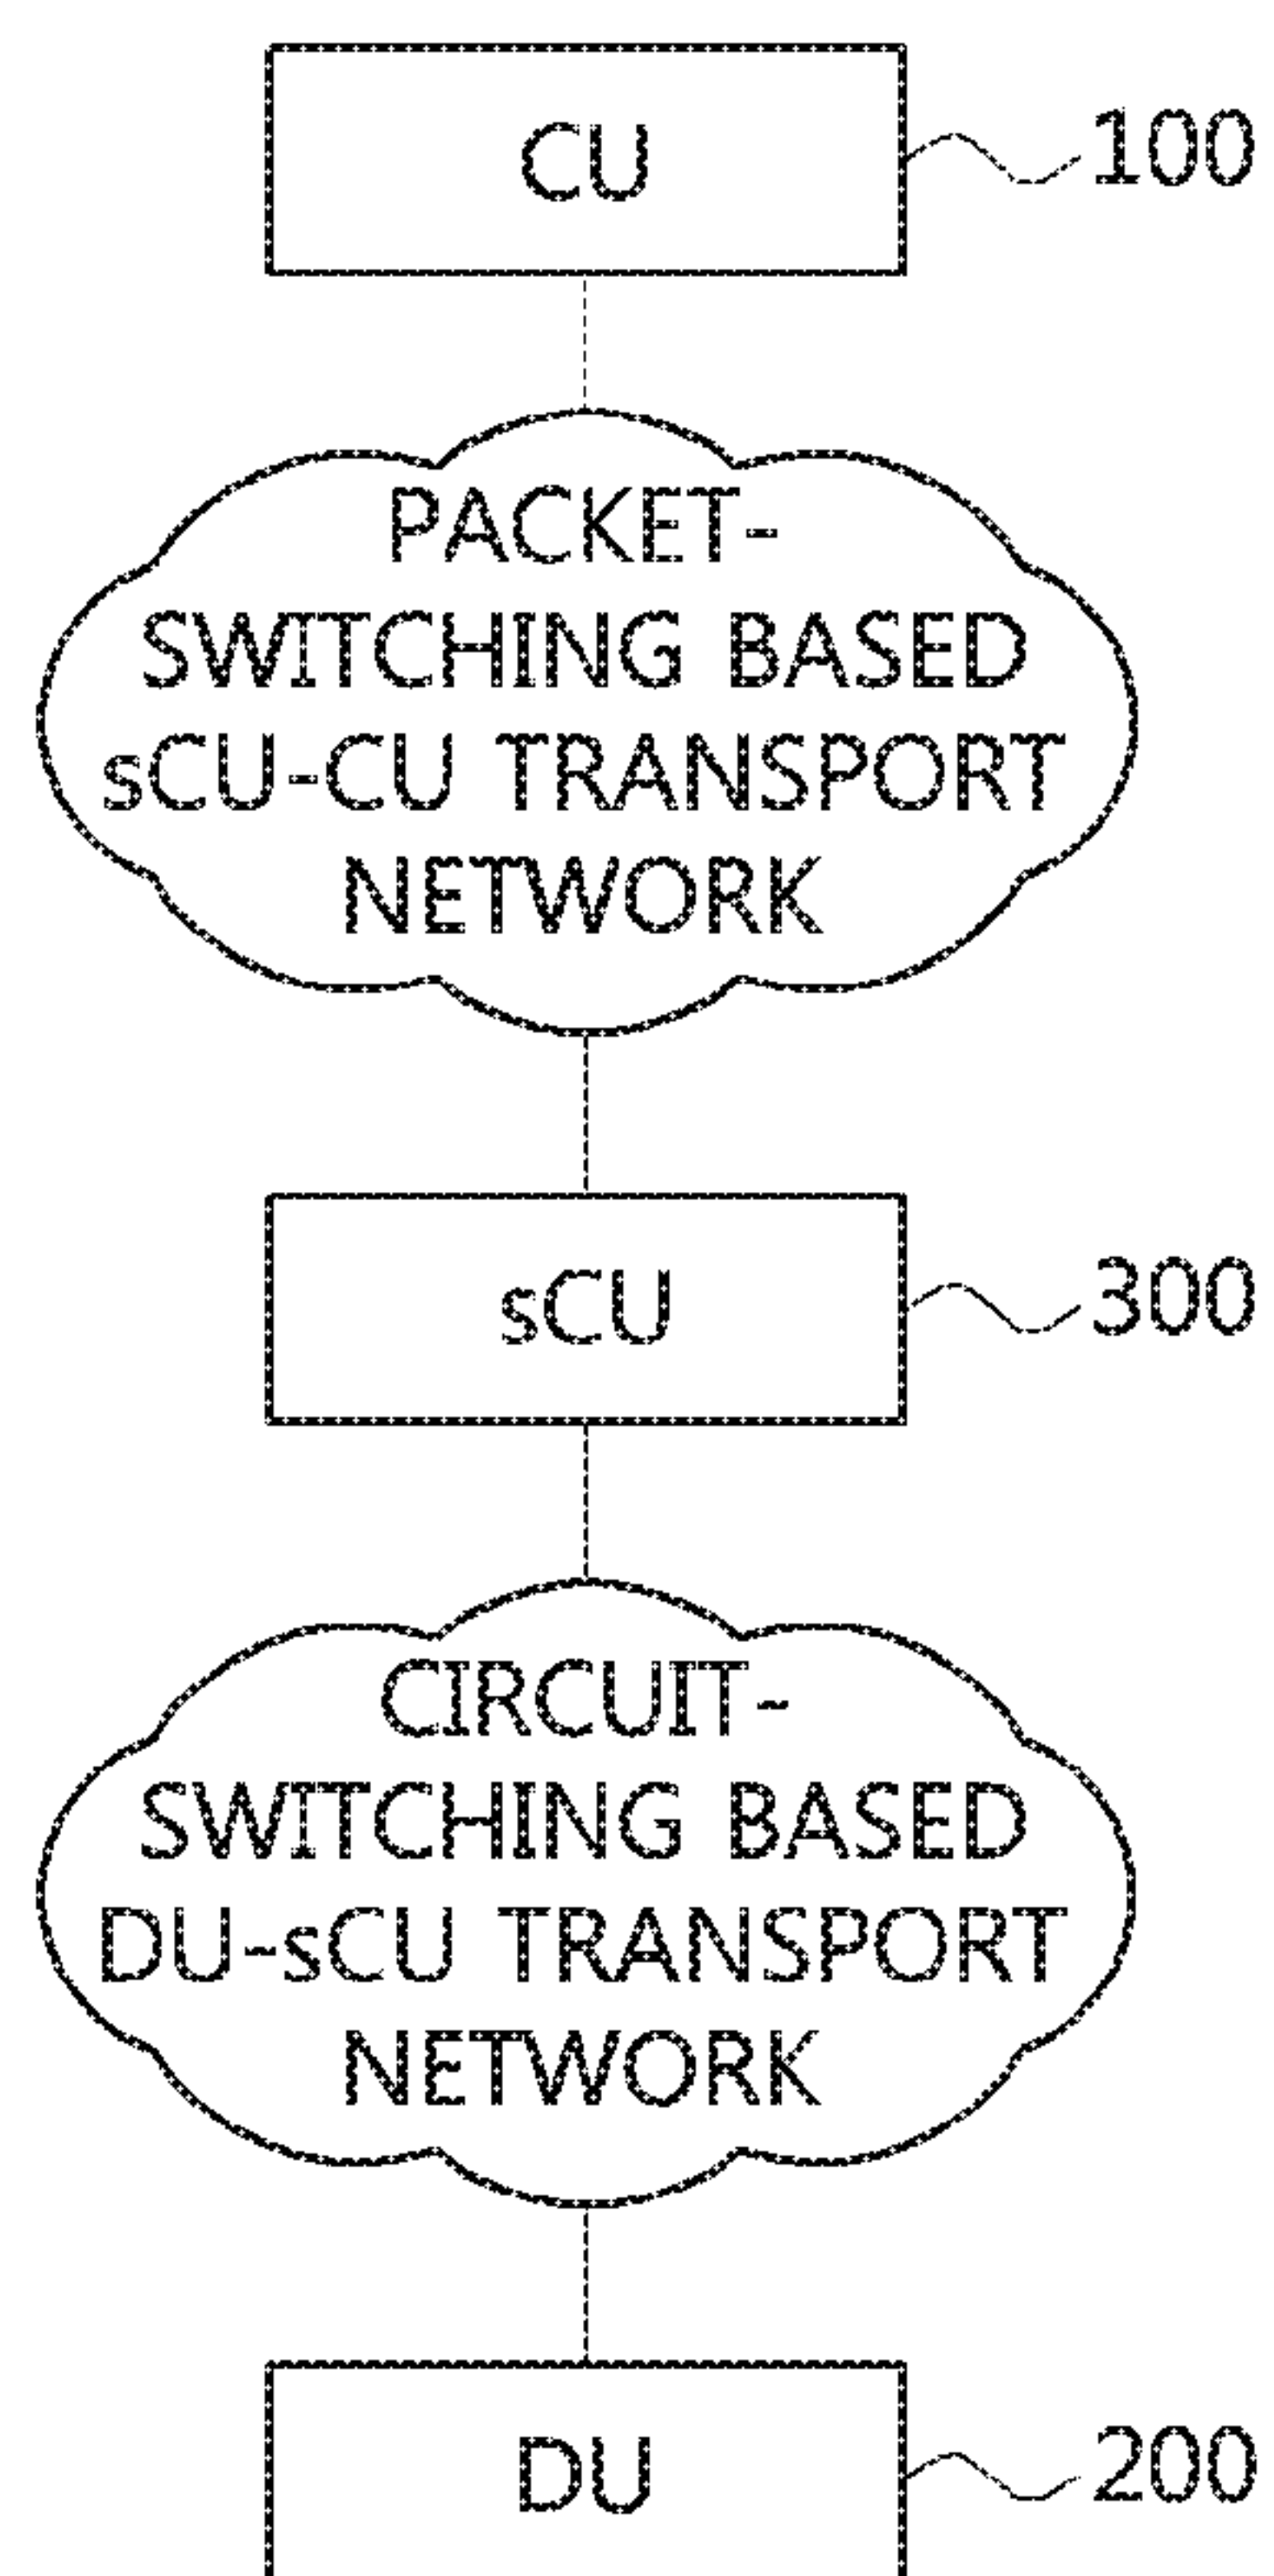 CU
100
PACKET-
SWITCHING BASED
sCU-CU TRANSPORT
NETWORK
sCU
300
CIRCUIT-
SWITCHING BASED
DU-sCU TRANSPORT
NETWORK
DU
200